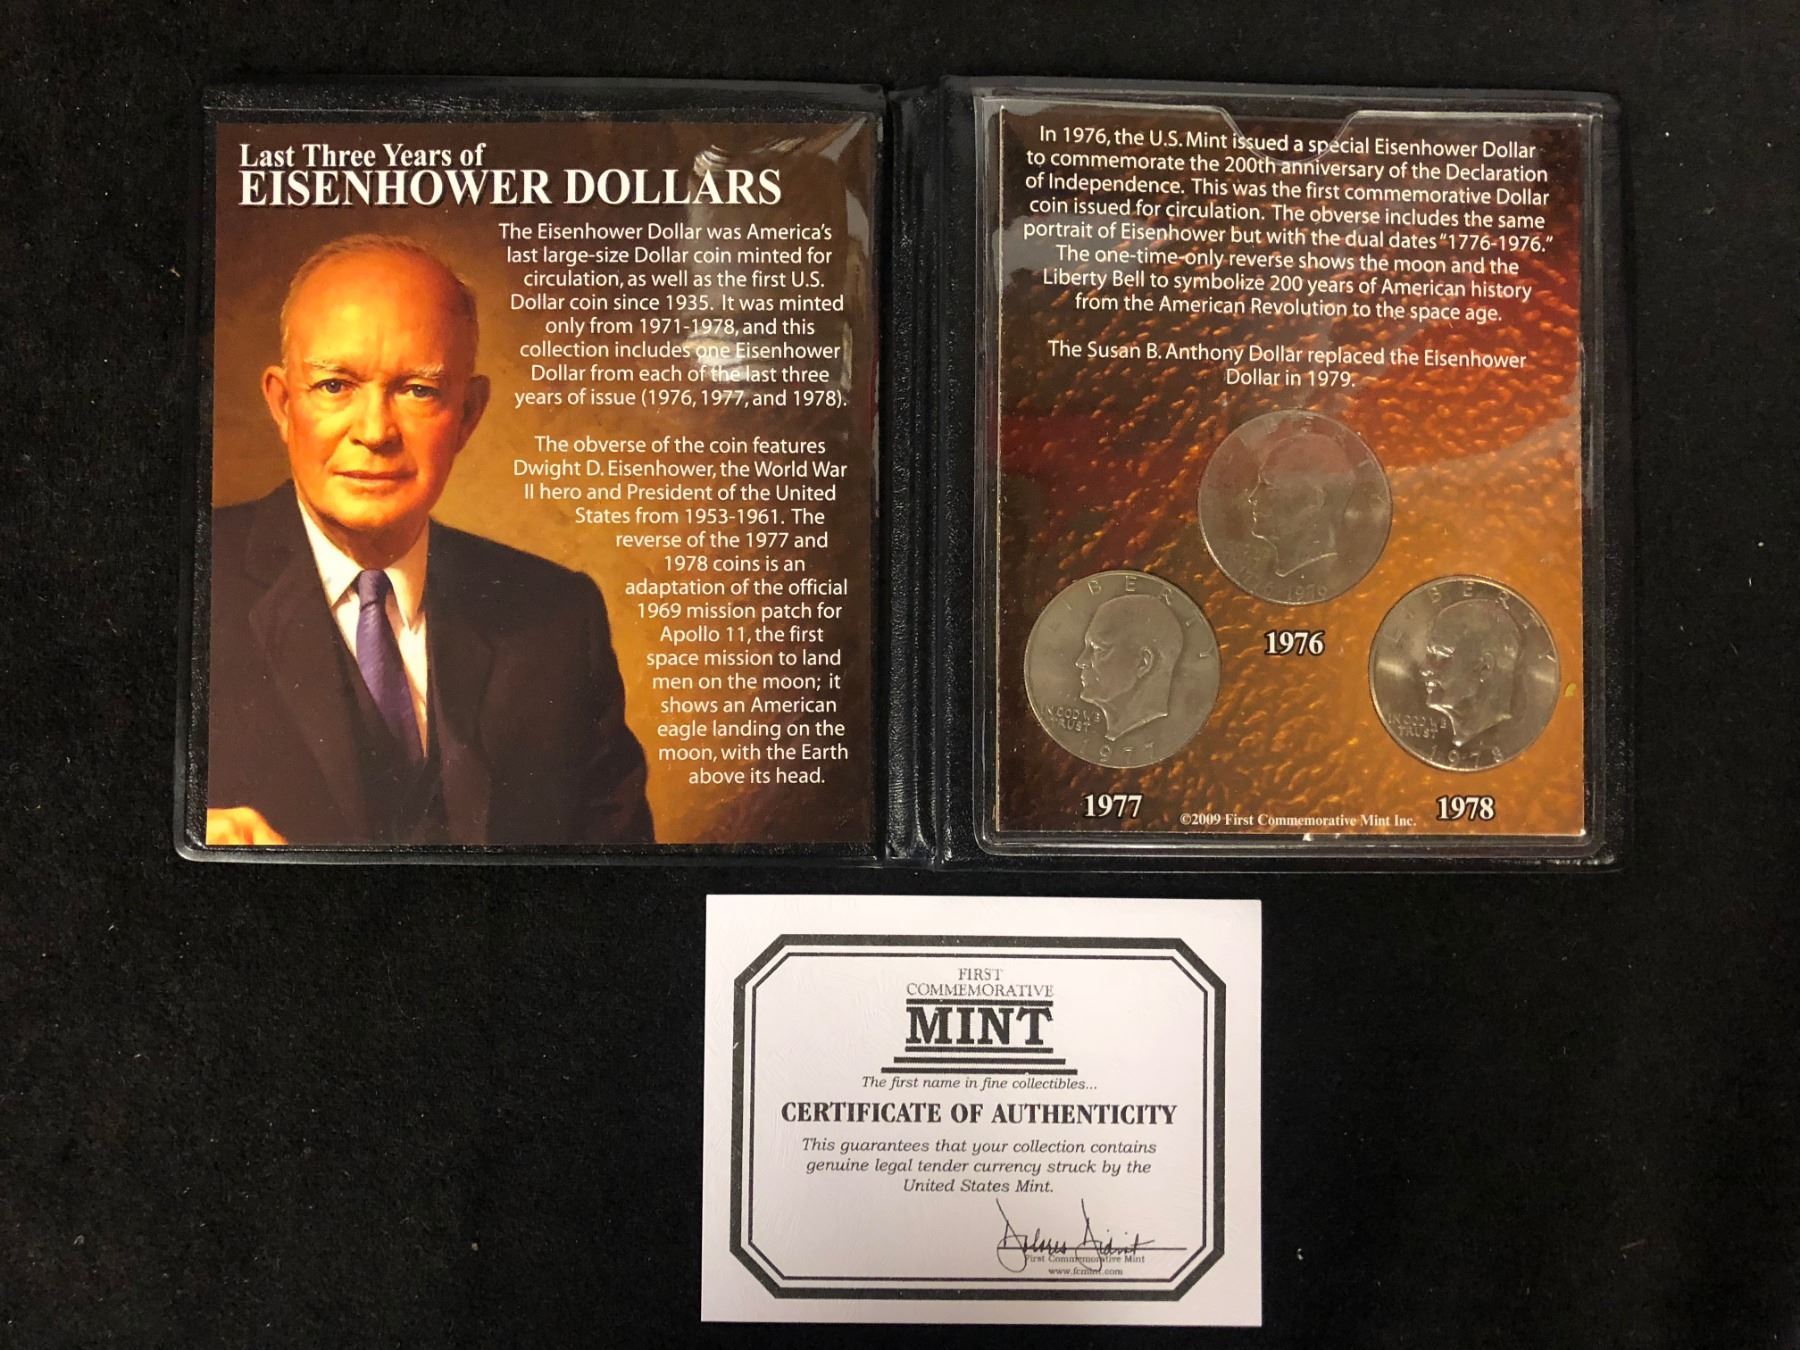 Last Three Years of
EISENHOWER DOLLARS
The Eisenhower Dollar was America's
last large-size Dollar coin minted for
circulation, as well as the first U.S.
Dollar coin since 1935. It was minted
only from 1971-1978, and this
collection includes one Eisenhower
Dollar from each of the last three
years of issue (1976, 1977, and 1978).
The obverse of the coin features
Dwight D. Eisenhower, the World War
II hero and President of the United
States from 1953-1961. The
reverse of the 1977 and
1978 coins is an
adaptation of the official
1969 mission patch for
Apollo 11, the first
space mission to land
men on the moon; it
shows an American
eagle landing on the
moon, with the Earth
above its head.
In 1976, the U.S. Mint issued a special Eisenhower Dollar
to commemorate the 200th anniversary of the Declaration
of Independence. This was the first commemorative Dollar
coin issued for circulation. The obverse includes the same
portrait of Eisenhower but with the dual dates "1776-1976."
The one-time-only reverse shows the moon and the
Liberty Bell to symbolize 200 years of American history
from the American Revolution to the space age.
The Susan B. Anthony Dollar replaced the Eisenhower
Dollar in 1979.
1976
1976
LIBERTY
IN GOD WE
TRUST
1977
1977
LIBERTY
IN GOD WE
TRUST
1978
1978
©2009 First Commemorative Mint Inc.
FIRST
COMMEMORATIVE
MINT
The first name in fine collectibles...
CERTIFICATE OF AUTHENTICITY
This guarantees that your collection contains
genuine legal tender currency struck by the
United States Mint.
First Commemorative Mint
www.fcmint.com